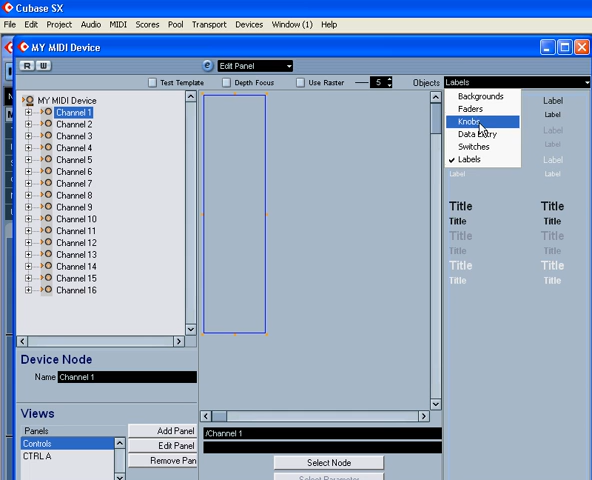 Cubase SX
File Edit Project Audio MIDI Scores Pool Transport Devices Window (1) Help
MY MIDI Device
R W e Edit Panel
Test Template Depth Focus Use Raster 5 Objects Labels
MY MIDI Device
Channel 1
Channel 2
Channel 3
Channel 4
Channel 5
Channel 6
Channel 7
Channel 8
Channel 9
Channel 10
Channel 11
Channel 12
Channel 13
Channel 14
Channel 15
Channel 16
Backgrounds
Faders
Knobs
Data Entry
Switches
Labels
Label
Label
Label
Label
Label
Label Label
Title Title
Title Title
Title Title
Title Title
Title Title
Title Title
Device Node
Name Channel 1
Views
Panels
Controls
CTRL A
Add Panel
Edit Panel
Remove Pan
/Channel 1
Select Node
Select Parameter